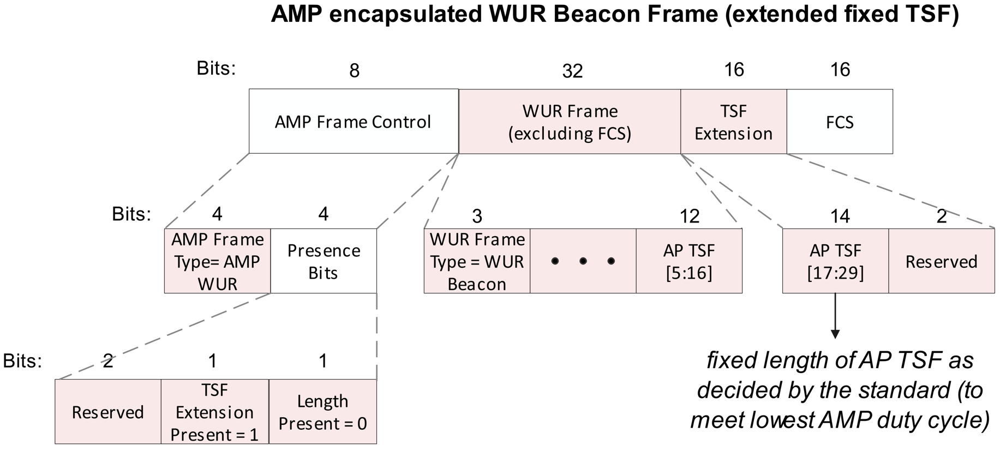 AMP encapsulated WUR Beacon Frame (extended fixed TSF)
Bits: 8 32 16 16
AMP Frame Control
WUR Frame
(excluding FCS)
TSF
Extension
FCS
Bits: 4 4 3 12 14 2
AMP Frame
Type= AMP
WUR
Presence
Bits
WUR Frame
Type = WUR
Beacon
• • •
AP TSF
[5:16]
AP TSF
[17:29]
Reserved
Bits: 2 1 1
Reserved
TSF
Extension
Present = 1
Length
Present = 0
fixed length of AP TSF as
decided by the standard (to
meet lowest AMP duty cycle)